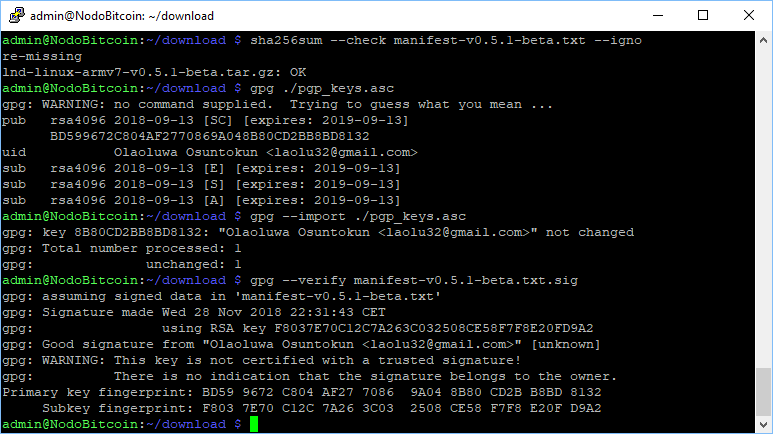 admin@NodoBitcoin: ~/download
admin@NodoBitcoin:~/download $ sha256sum --check manifest-v0.5.1-beta.txt --igno
re-missing
lnd-linux-armv7-v0.5.1-beta.tar.gz: OK
admin@NodoBitcoin:~/download $ gpg ./pgp_keys.asc
gpg: WARNING: no command supplied.  Trying to guess what you mean ...
pub   rsa4096 2018-09-13 [SC] [expires: 2019-09-13]
      BD599672C804AF2770869A048B80CD2BB8BD8132
uid           Olaoluwa Osuntokun <laolu32@gmail.com>
sub   rsa4096 2018-09-13 [E] [expires: 2019-09-13]
sub   rsa4096 2018-09-13 [S] [expires: 2019-09-13]
sub   rsa4096 2018-09-13 [A] [expires: 2019-09-13]
admin@NodoBitcoin:~/download $ gpg --import ./pgp_keys.asc
gpg: key 8B80CD2BB8BD8132: "Olaoluwa Osuntokun <laolu32@gmail.com>" not changed
gpg: Total number processed: 1
gpg:              unchanged: 1
admin@NodoBitcoin:~/download $ gpg --verify manifest-v0.5.1-beta.txt.sig
gpg: assuming signed data in 'manifest-v0.5.1-beta.txt'
gpg: Signature made Wed 28 Nov 2018 22:31:43 CET
gpg:                using RSA key F8037E70C12C7A263C032508CE58F7F8E20FD9A2
gpg: Good signature from "Olaoluwa Osuntokun <laolu32@gmail.com>" [unknown]
gpg: WARNING: This key is not certified with a trusted signature!
gpg:          There is no indication that the signature belongs to the owner.
Primary key fingerprint: BD59 9672 C804 AF27 7086  9A04 8B80 CD2B B8BD 8132
     Subkey fingerprint: F803 7E70 C12C 7A26 3C03  2508 CE58 F7F8 E20F D9A2
admin@NodoBitcoin:~/download $